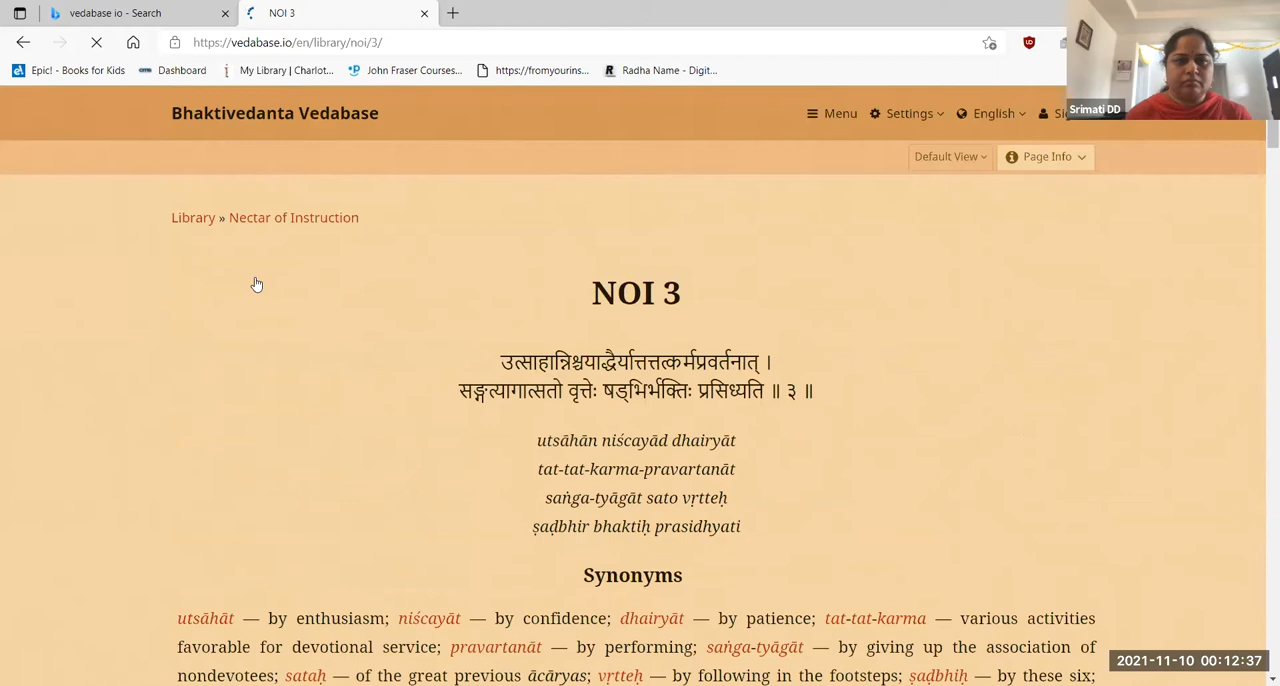 vedabase io - Search
NOI 3
https://vedabase.io/en/library/noi/3/
Epic! - Books for Kids
Dashboard
My Library | Charlot...
John Fraser Courses...
https://fromyourins...
Radha Name - Digit...
Srimati DD
Bhaktivedanta Vedabase
Menu
Settings
English
Default View
Page Info
Library » Nectar of Instruction
NOI 3
उत्साहान्निश्चयाद्धैर्यात्तत्तत्कर्मप्रवर्तनात् ।
सङ्गत्यागात्सतो वृत्तेः षड्‍भिर्भक्तिः प्रसिध्यति ॥ ३ ॥
utsāhān niścayād dhairyāt
tat-tat-karma-pravartanāt
saṅga-tyāgāt sato vṛtteḥ
ṣaḍbhir bhaktiḥ prasidhyati
Synonyms
utsāhāt — by enthusiasm; niścayāt — by confidence; dhairyāt — by patience; tat-tat-karma — various activities
favorable for devotional service; pravartanāt — by performing; saṅga-tyāgāt — by giving up the association of
nondevotees; sataḥ — of the great previous ācāryas; vṛtteḥ — by following in the footsteps; ṣaḍbhiḥ — by these six;
2021-11-10 00:12:37